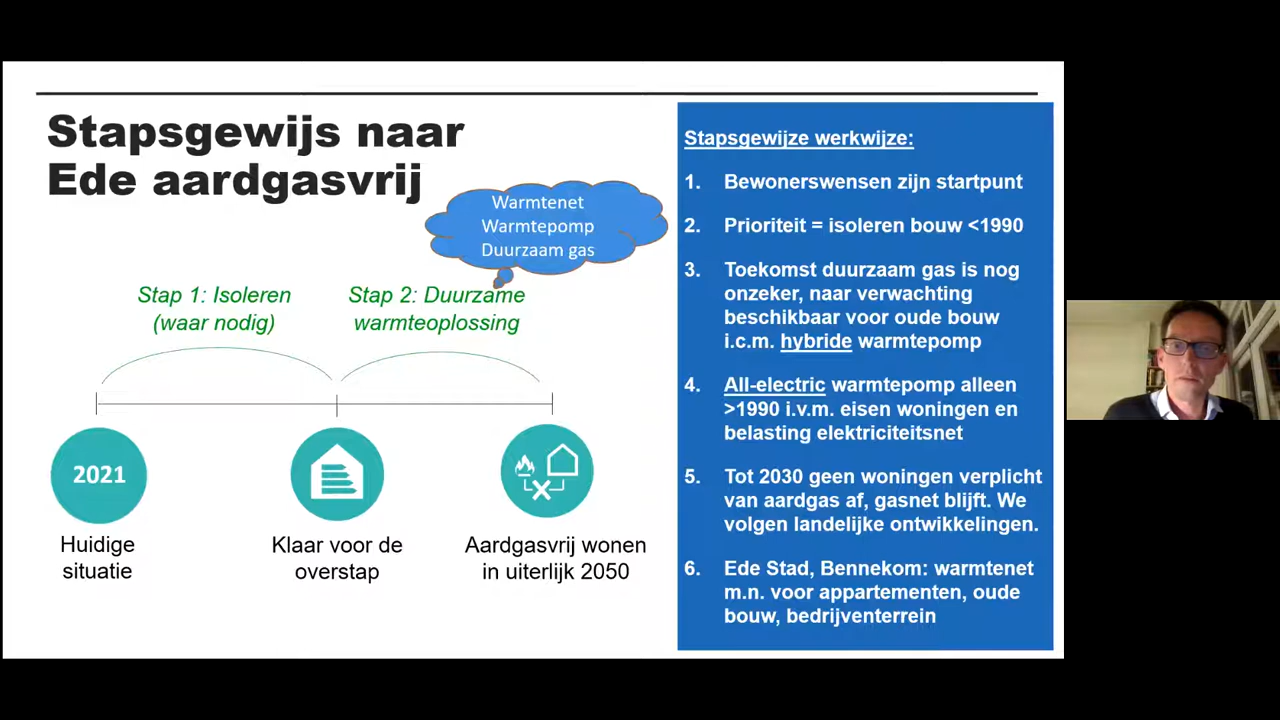 Stapsgewijs naar
Ede aardgasvrij
Warmtenet
Warmtepomp
Duurzaam gas
Stap 1: Isoleren
(waar nodig)
Stap 2: Duurzame
warmteoplossing
2021
Huidige
situatie
Klaar voor de
overstap
Aardgasvrij wonen
in uiterlijk 2050
Stapsgewijze werkwijze:
1. Bewonerswensen zijn startpunt
2. Prioriteit = isoleren bouw <1990
3. Toekomst duurzaam gas is nog
onzeker, naar verwachting
beschikbaar voor oude bouw
i.c.m. hybride warmtepomp
4. All-electric warmtepomp alleen
>1990 i.v.m. eisen woningen en
belasting elektriciteitsnet
5. Tot 2030 geen woningen verplicht
van aardgas af, gasnet blijft. We
volgen landelijke ontwikkelingen.
6. Ede Stad, Bennekom: warmtenet
m.n. voor appartementen, oude
bouw, bedrijventerrein